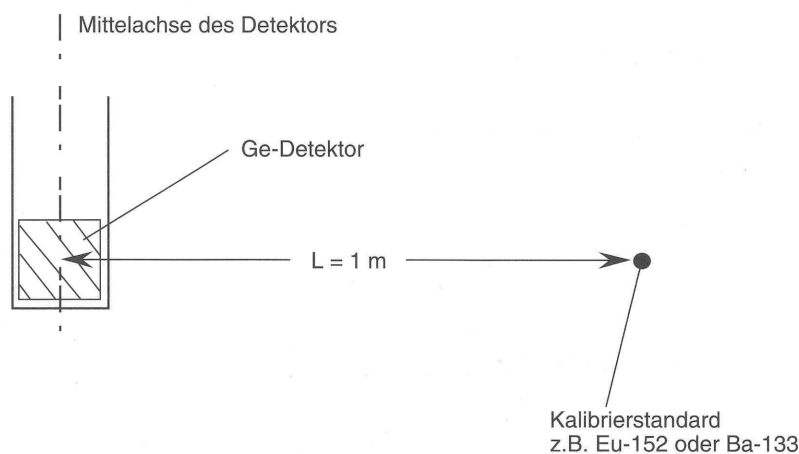 Mittelachse des Detektors
Ge-Detektor
L = 1 m
Kalibrierstandard
z.B. Eu-152 oder Ba-133